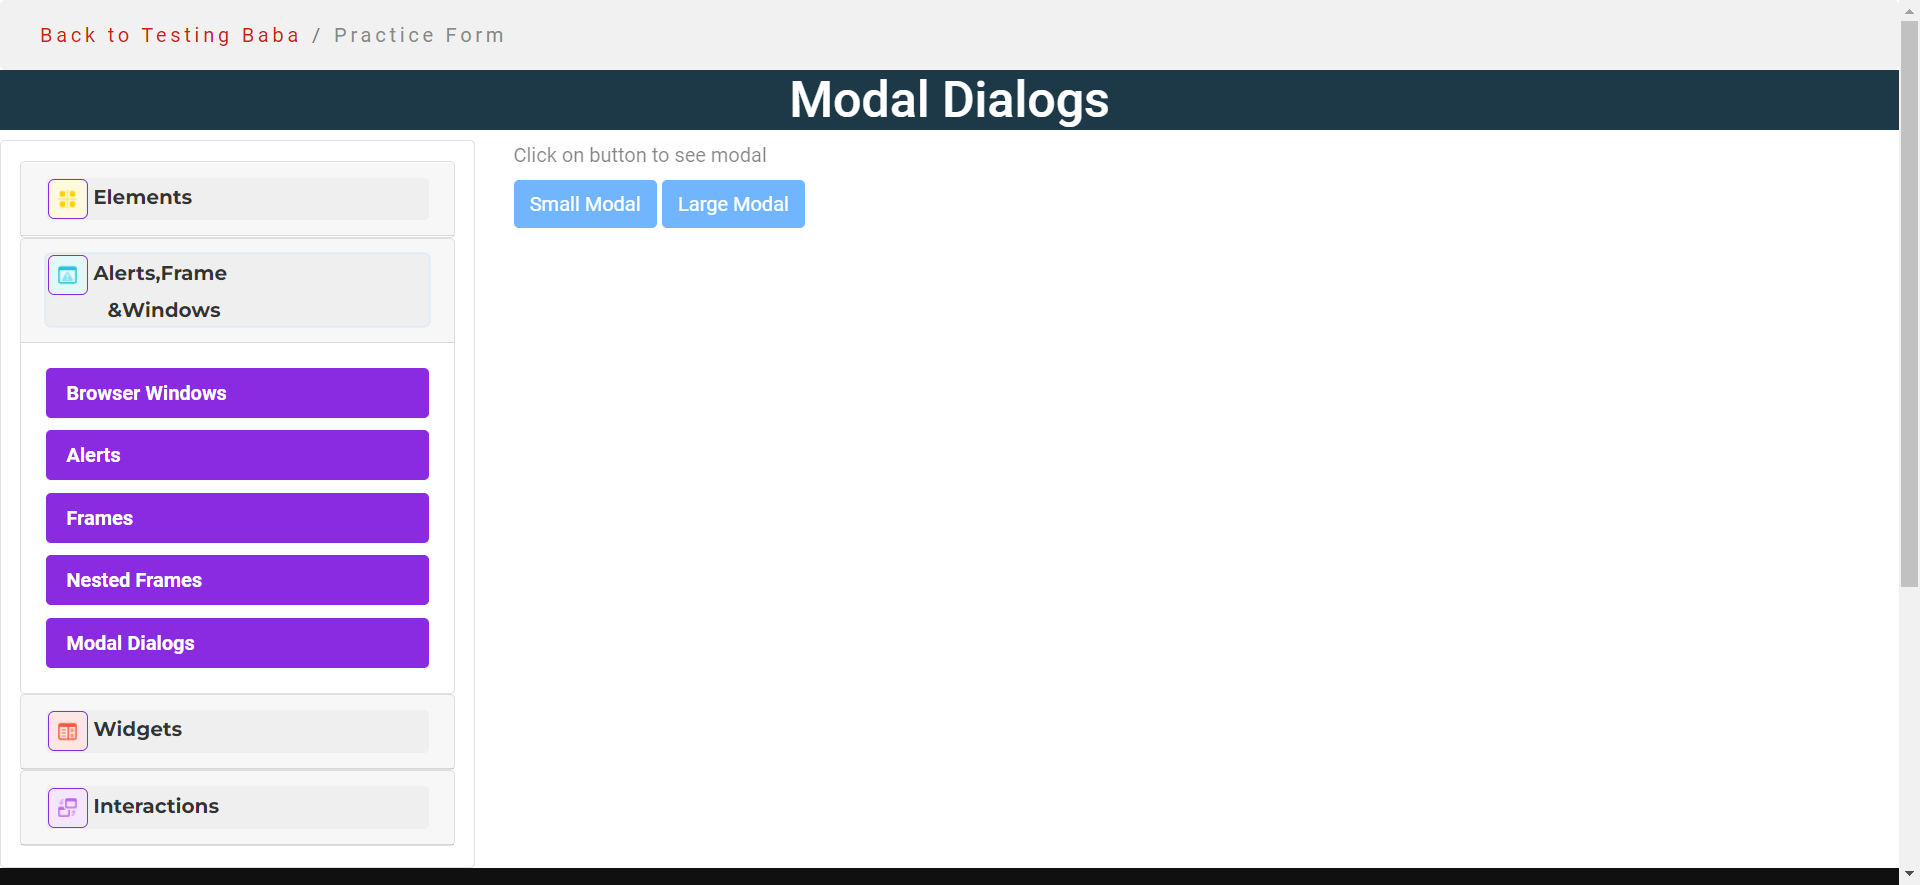 Back to Testing Baba / Practice Form
Modal Dialogs
Elements
Alerts,Frame
&Windows
Browser Windows
Alerts
Frames
Nested Frames
Modal Dialogs
Widgets
Interactions
Click on button to see modal
Small Modal
Large Modal